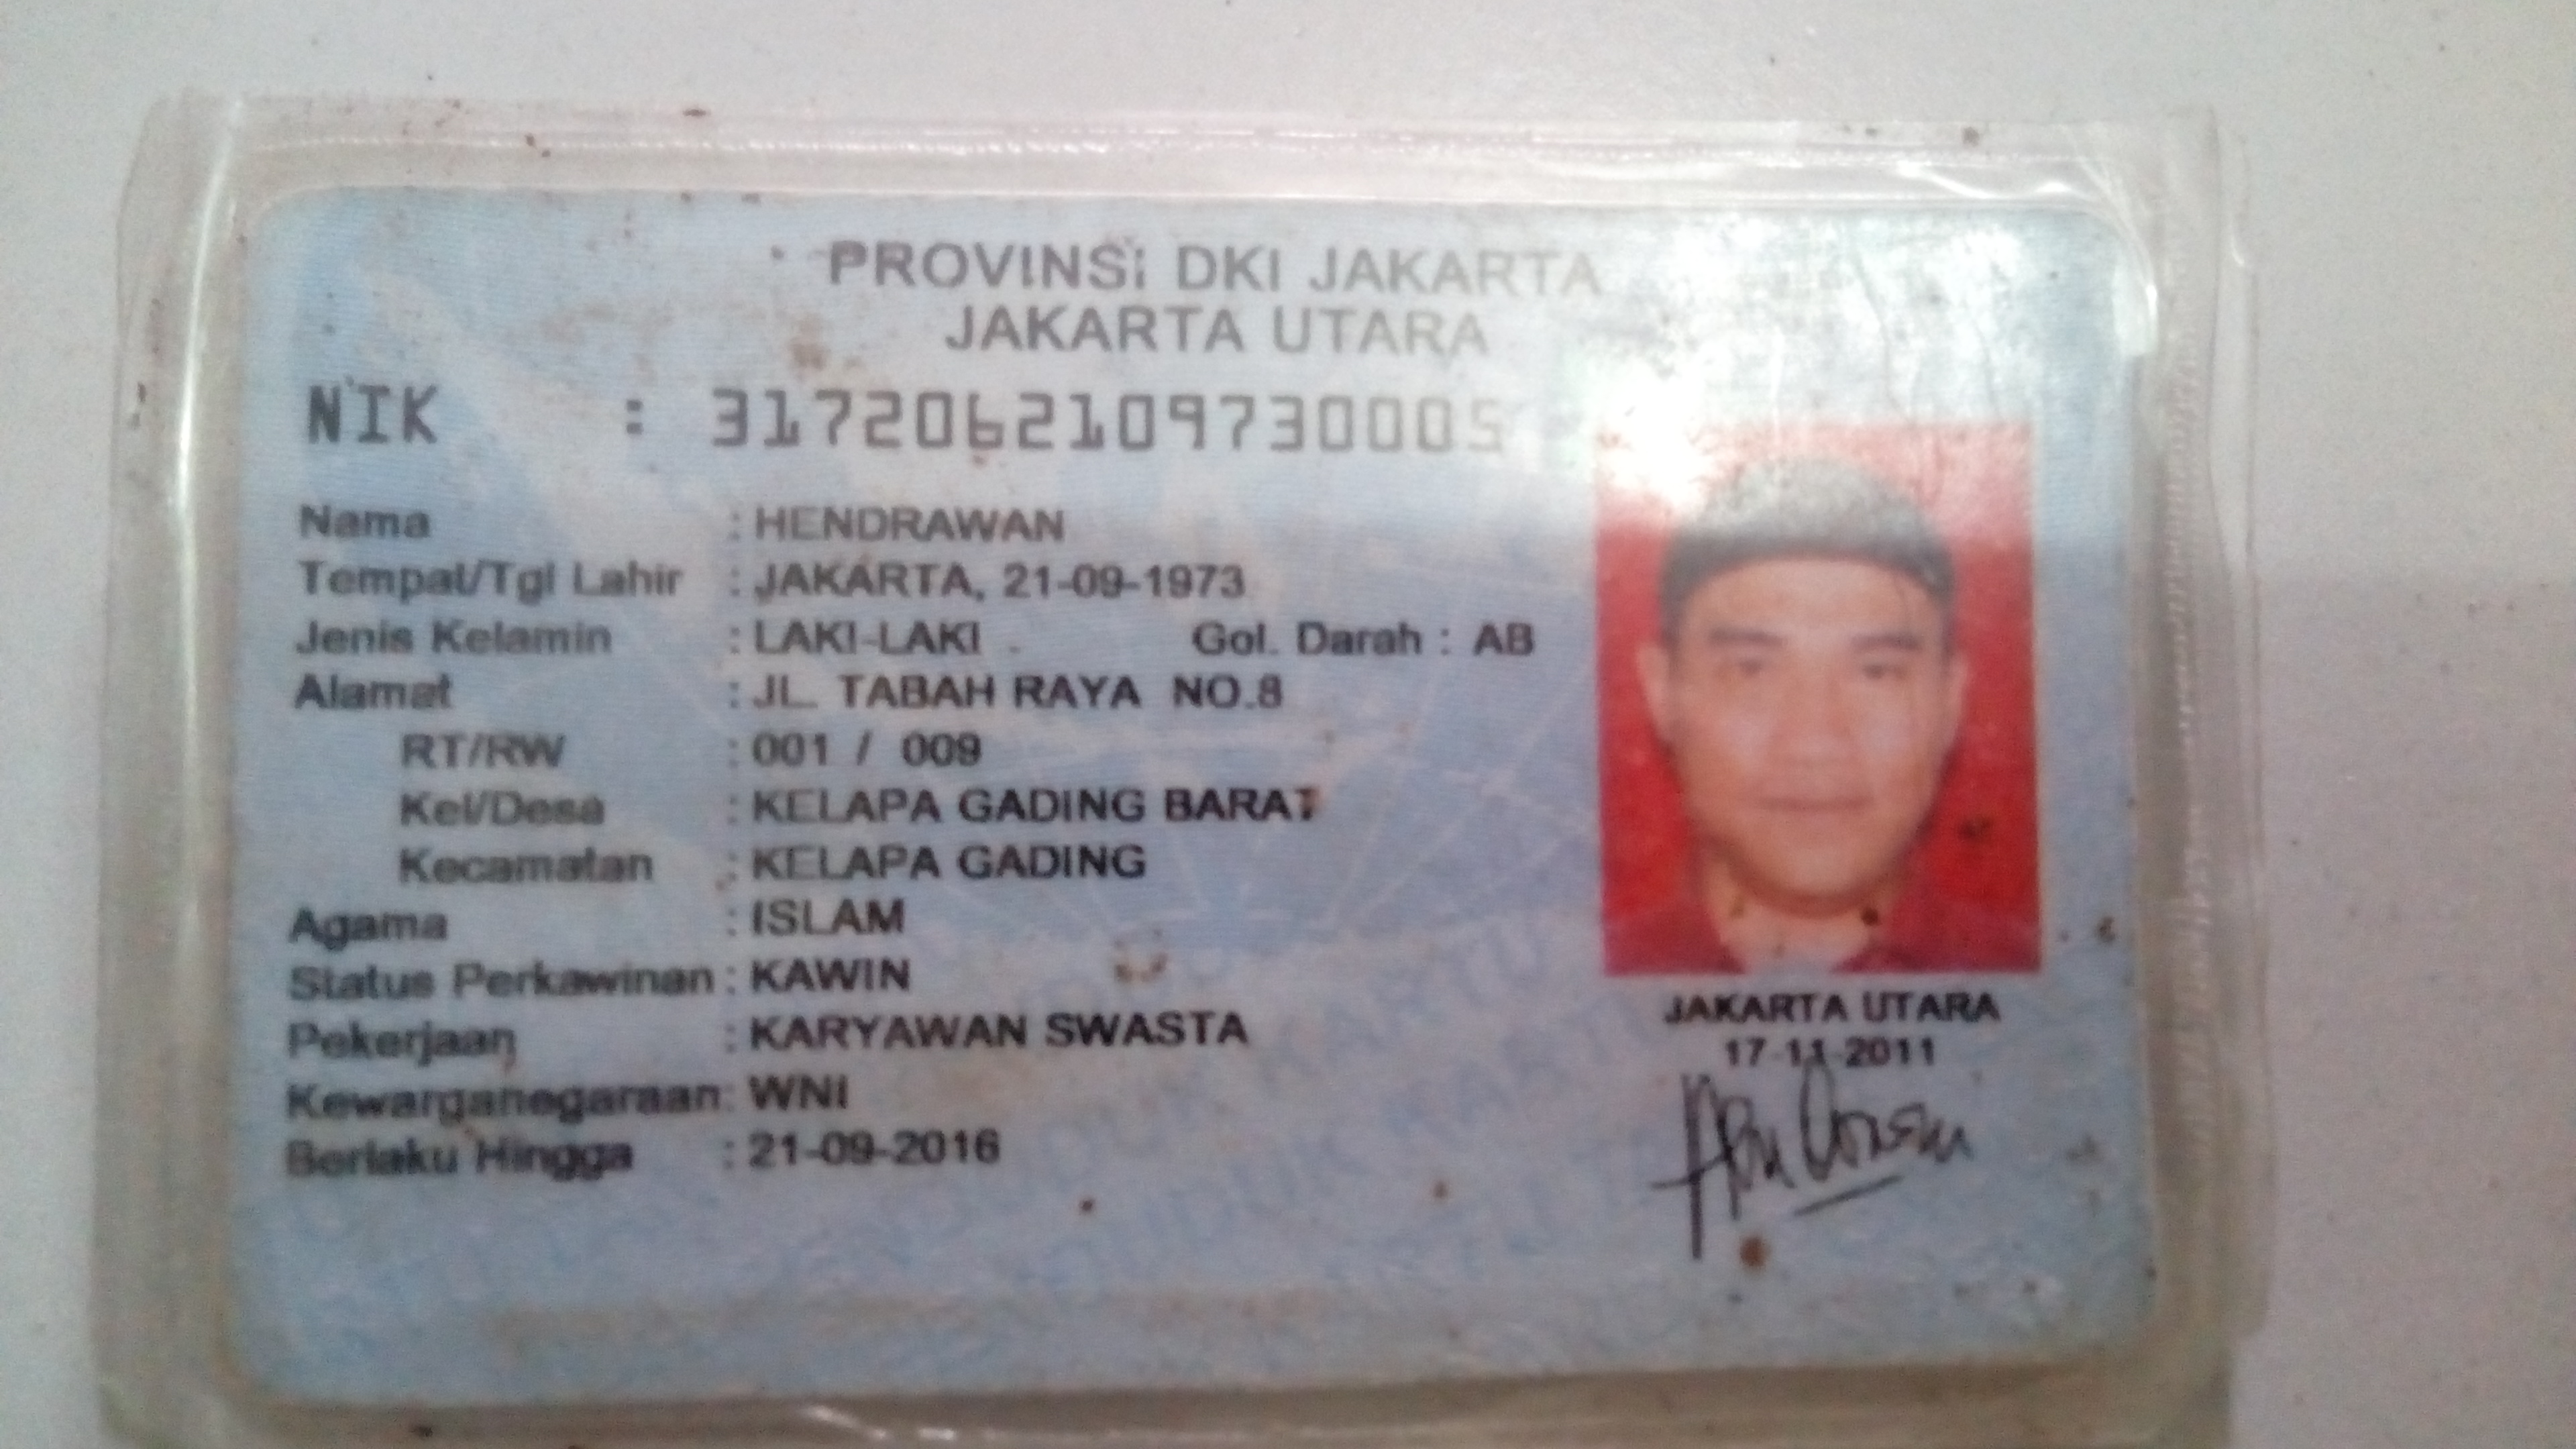 PROVINSI DKI JAKARTA
JAKARTA UTARA
NIK : 3172062109730005
Nama : HENDRAWAN
Tempat/Tgl Lahir : JAKARTA, 21-09-1973
Jenis Kelamin : LAKI-LAKI Gol. Darah : AB
Alamat : JL. TABAH RAYA NO.8
RT/RW : 001 / 009
Kel/Desa : KELAPA GADING BARAT
Kecamatan : KELAPA GADING
Agama : ISLAM
Status Perkawinan : KAWIN
Pekerjaan : KARYAWAN SWASTA
Kewarganegaraan : WNI
Berlaku Hingga : 21-09-2016
JAKARTA UTARA
17-11-2011